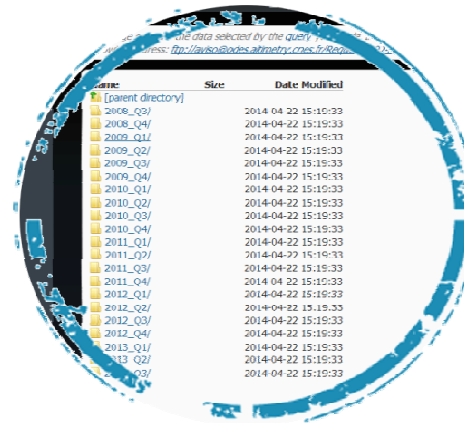 the data selected by the query
ftp://aviso@odes.altimetry.cnes.fr/
Name Size Date Modified
[parent directory]
2008_Q3/ 2014-04-22 15:19:33
2008_Q4/ 2014-04-22 15:19:33
2009_Q1/ 2014-04-22 15:19:33
2009_Q2/ 2014-04-22 15:19:33
2009_Q3/ 2014-04-22 15:19:33
2009_Q4/ 2014-04-22 15:19:33
2010_Q1/ 2014-04-22 15:19:33
2010_Q2/ 2014-04-22 15:19:33
2010_Q3/ 2014-04-22 15:19:33
2010_Q4/ 2014-04-22 15:19:33
2011_Q1/ 2014-04-22 15:19:33
2011_Q2/ 2014-04-22 15:19:33
2011_Q3/ 2014-04-22 15:19:33
2011_Q4/ 2014-04-22 15:19:33
2012_Q1/ 2014-04-22 15:19:33
2012_Q2/ 2014-04-22 15:19:33
2012_Q3/ 2014-04-22 15:19:33
2012_Q4/ 2014-04-22 15:19:33
2013_Q1/ 2014-04-22 15:19:33
2013_Q2/ 2014-04-22 15:19:33
Q3/ 2014-04-22 15:19:33